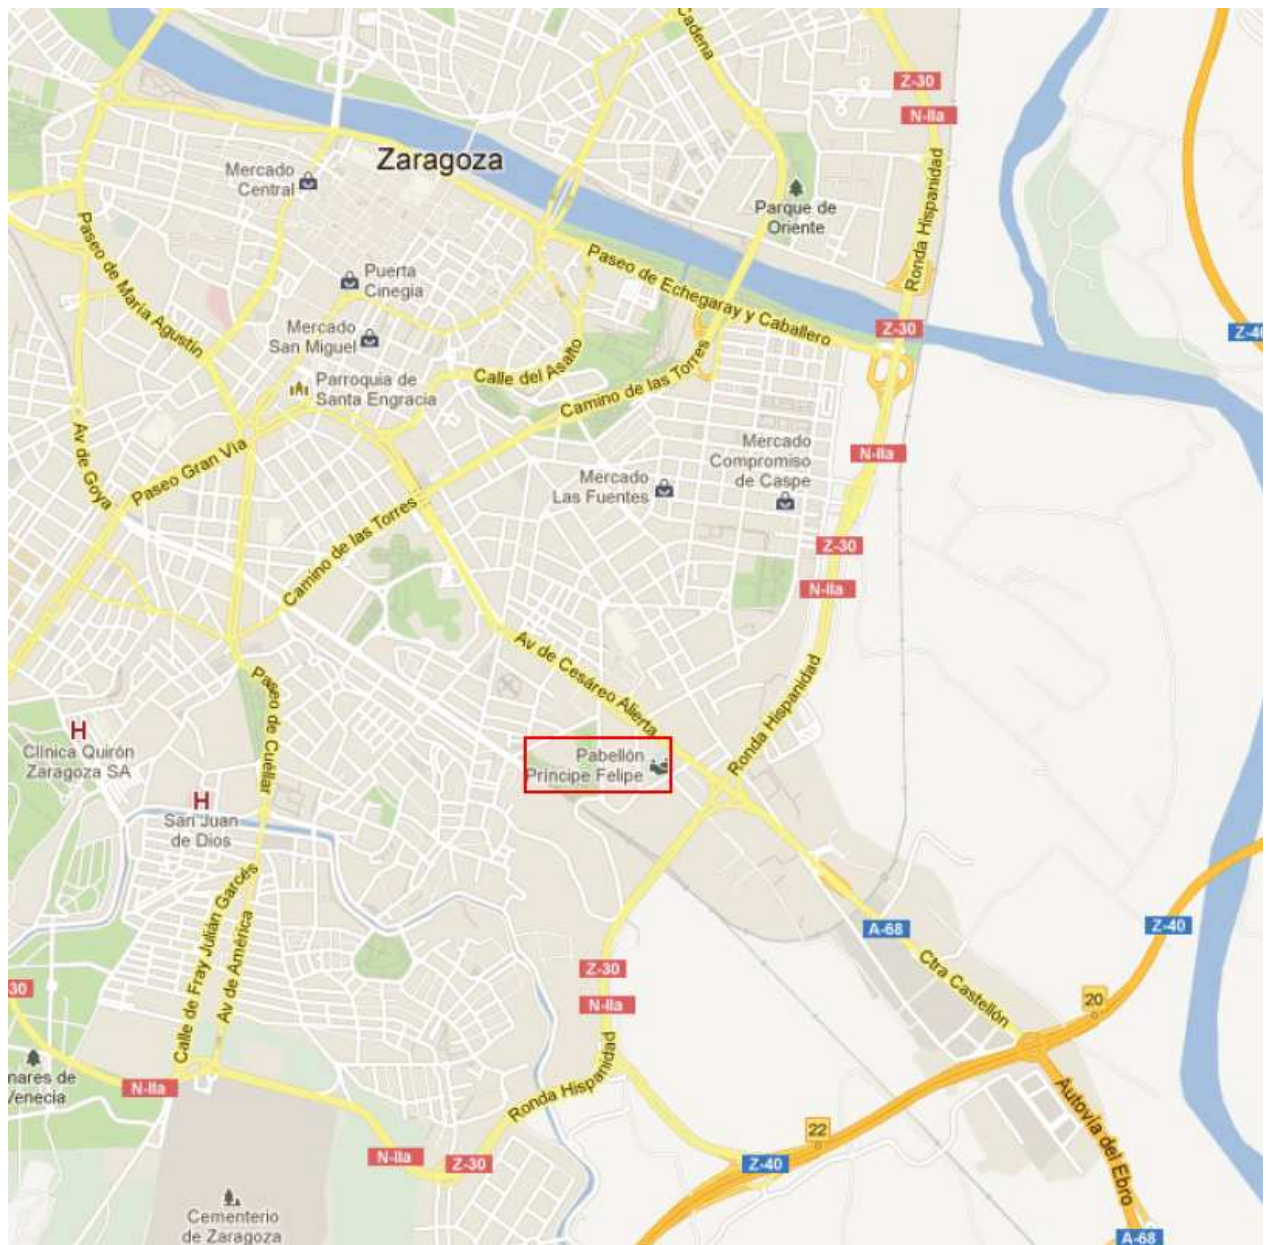 Cadena
Z-30
N-IIa
Zaragoza
Mercado
Central
Ronda Hispanidad
Parque de
Oriente
Paseo de María Agustín
Puerta
Cinegia
Paseo de Echegaray y Caballero
Mercado
San Miguel
Z-30
Z-40
Calle del Asalto
Parroquia de
Santa Engracia
Camino de las Torres
Av de Goya
Paseo Gran Vía
Mercado
Compromiso
de Caspe
N-IIa
Mercado
Las Fuentes
Camino de las Torres
Z-30
N-IIa
Av de Cesáreo Alierta
Ronda Hispanidad
Paseo de Cuéllar
H
Clínica Quirón
Zaragoza SA
Pabellón
Príncipe Felipe
H
San Juan
de Dios
Calle de Fray Julián Garcés
Av de América
A-68
Z-40
Ctra Castellón
Z-30
30
N-IIa
20
Ronda Hispanidad
nares de
Venecia
N-IIa
Autovía del Ebro
22
N-IIa
Z-30
Z-40
Cementerio
de Zaragoza
A-68